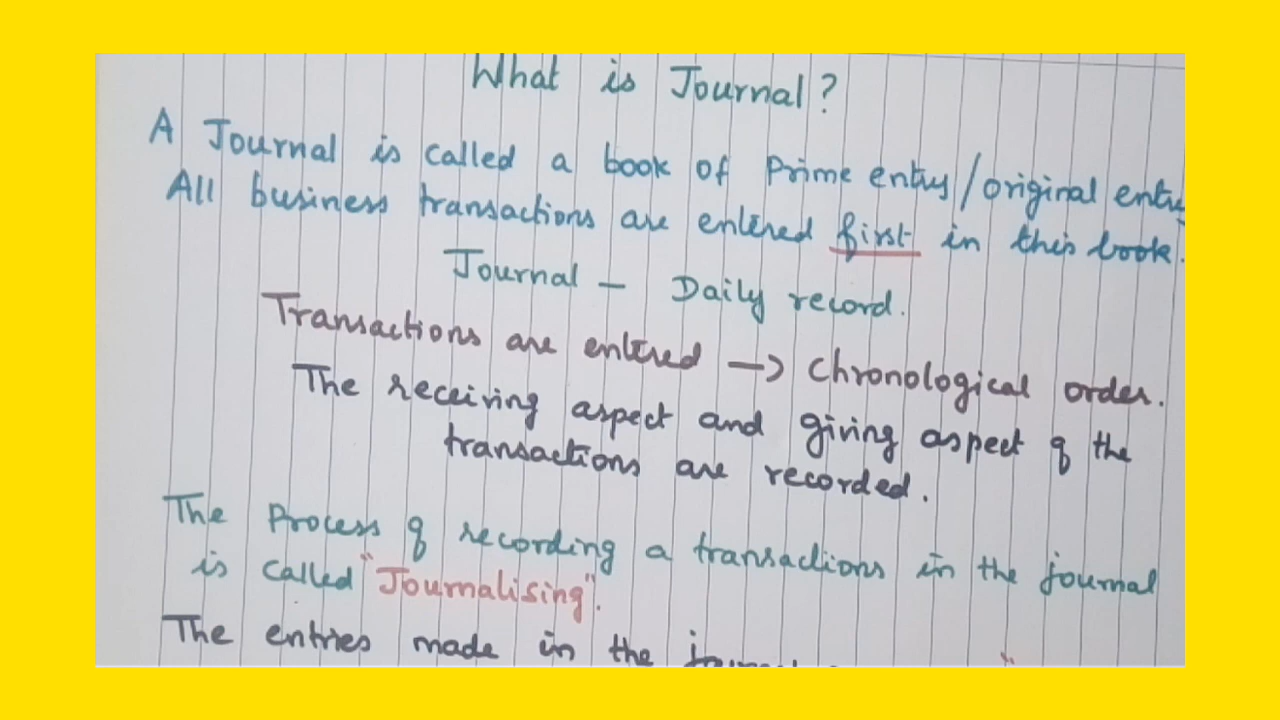 What is Journal?
A Journal is called a book of Prime entry/original entry
All business transactions are entered first in this book.
Journal – Daily record.
Transactions are entered → Chronological order.
The receiving aspect and giving aspect of the
transactions are recorded.
The Process of recording a transactions in the journal
is called "Journalising".
The entries made in the